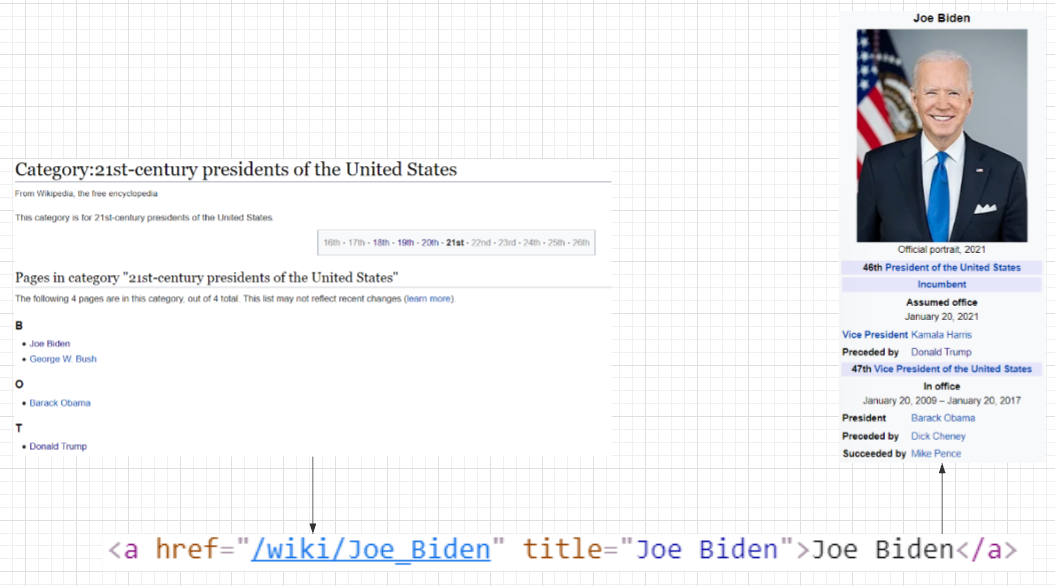 Category:21st-century presidents of the United States
From Wikipedia, the free encyclopedia
This category is for 21st-century presidents of the United States.
16th · 17th · 18th · 19th · 20th · 21st · 22nd · 23rd · 24th · 25th · 26th
Pages in category "21st-century presidents of the United States"
The following 4 pages are in this category, out of 4 total. This list may not reflect recent changes (learn more).
B
• Joe Biden
• George W. Bush
O
• Barack Obama
T
• Donald Trump
Joe Biden
Official portrait, 2021
46th President of the United States
Incumbent
Assumed office
January 20, 2021
Vice President Kamala Harris
Preceded by Donald Trump
47th Vice President of the United States
In office
January 20, 2009 – January 20, 2017
President Barack Obama
Preceded by Dick Cheney
Succeeded by Mike Pence
<a href="/wiki/Joe_Biden" title="Joe Biden">Joe Biden</a>